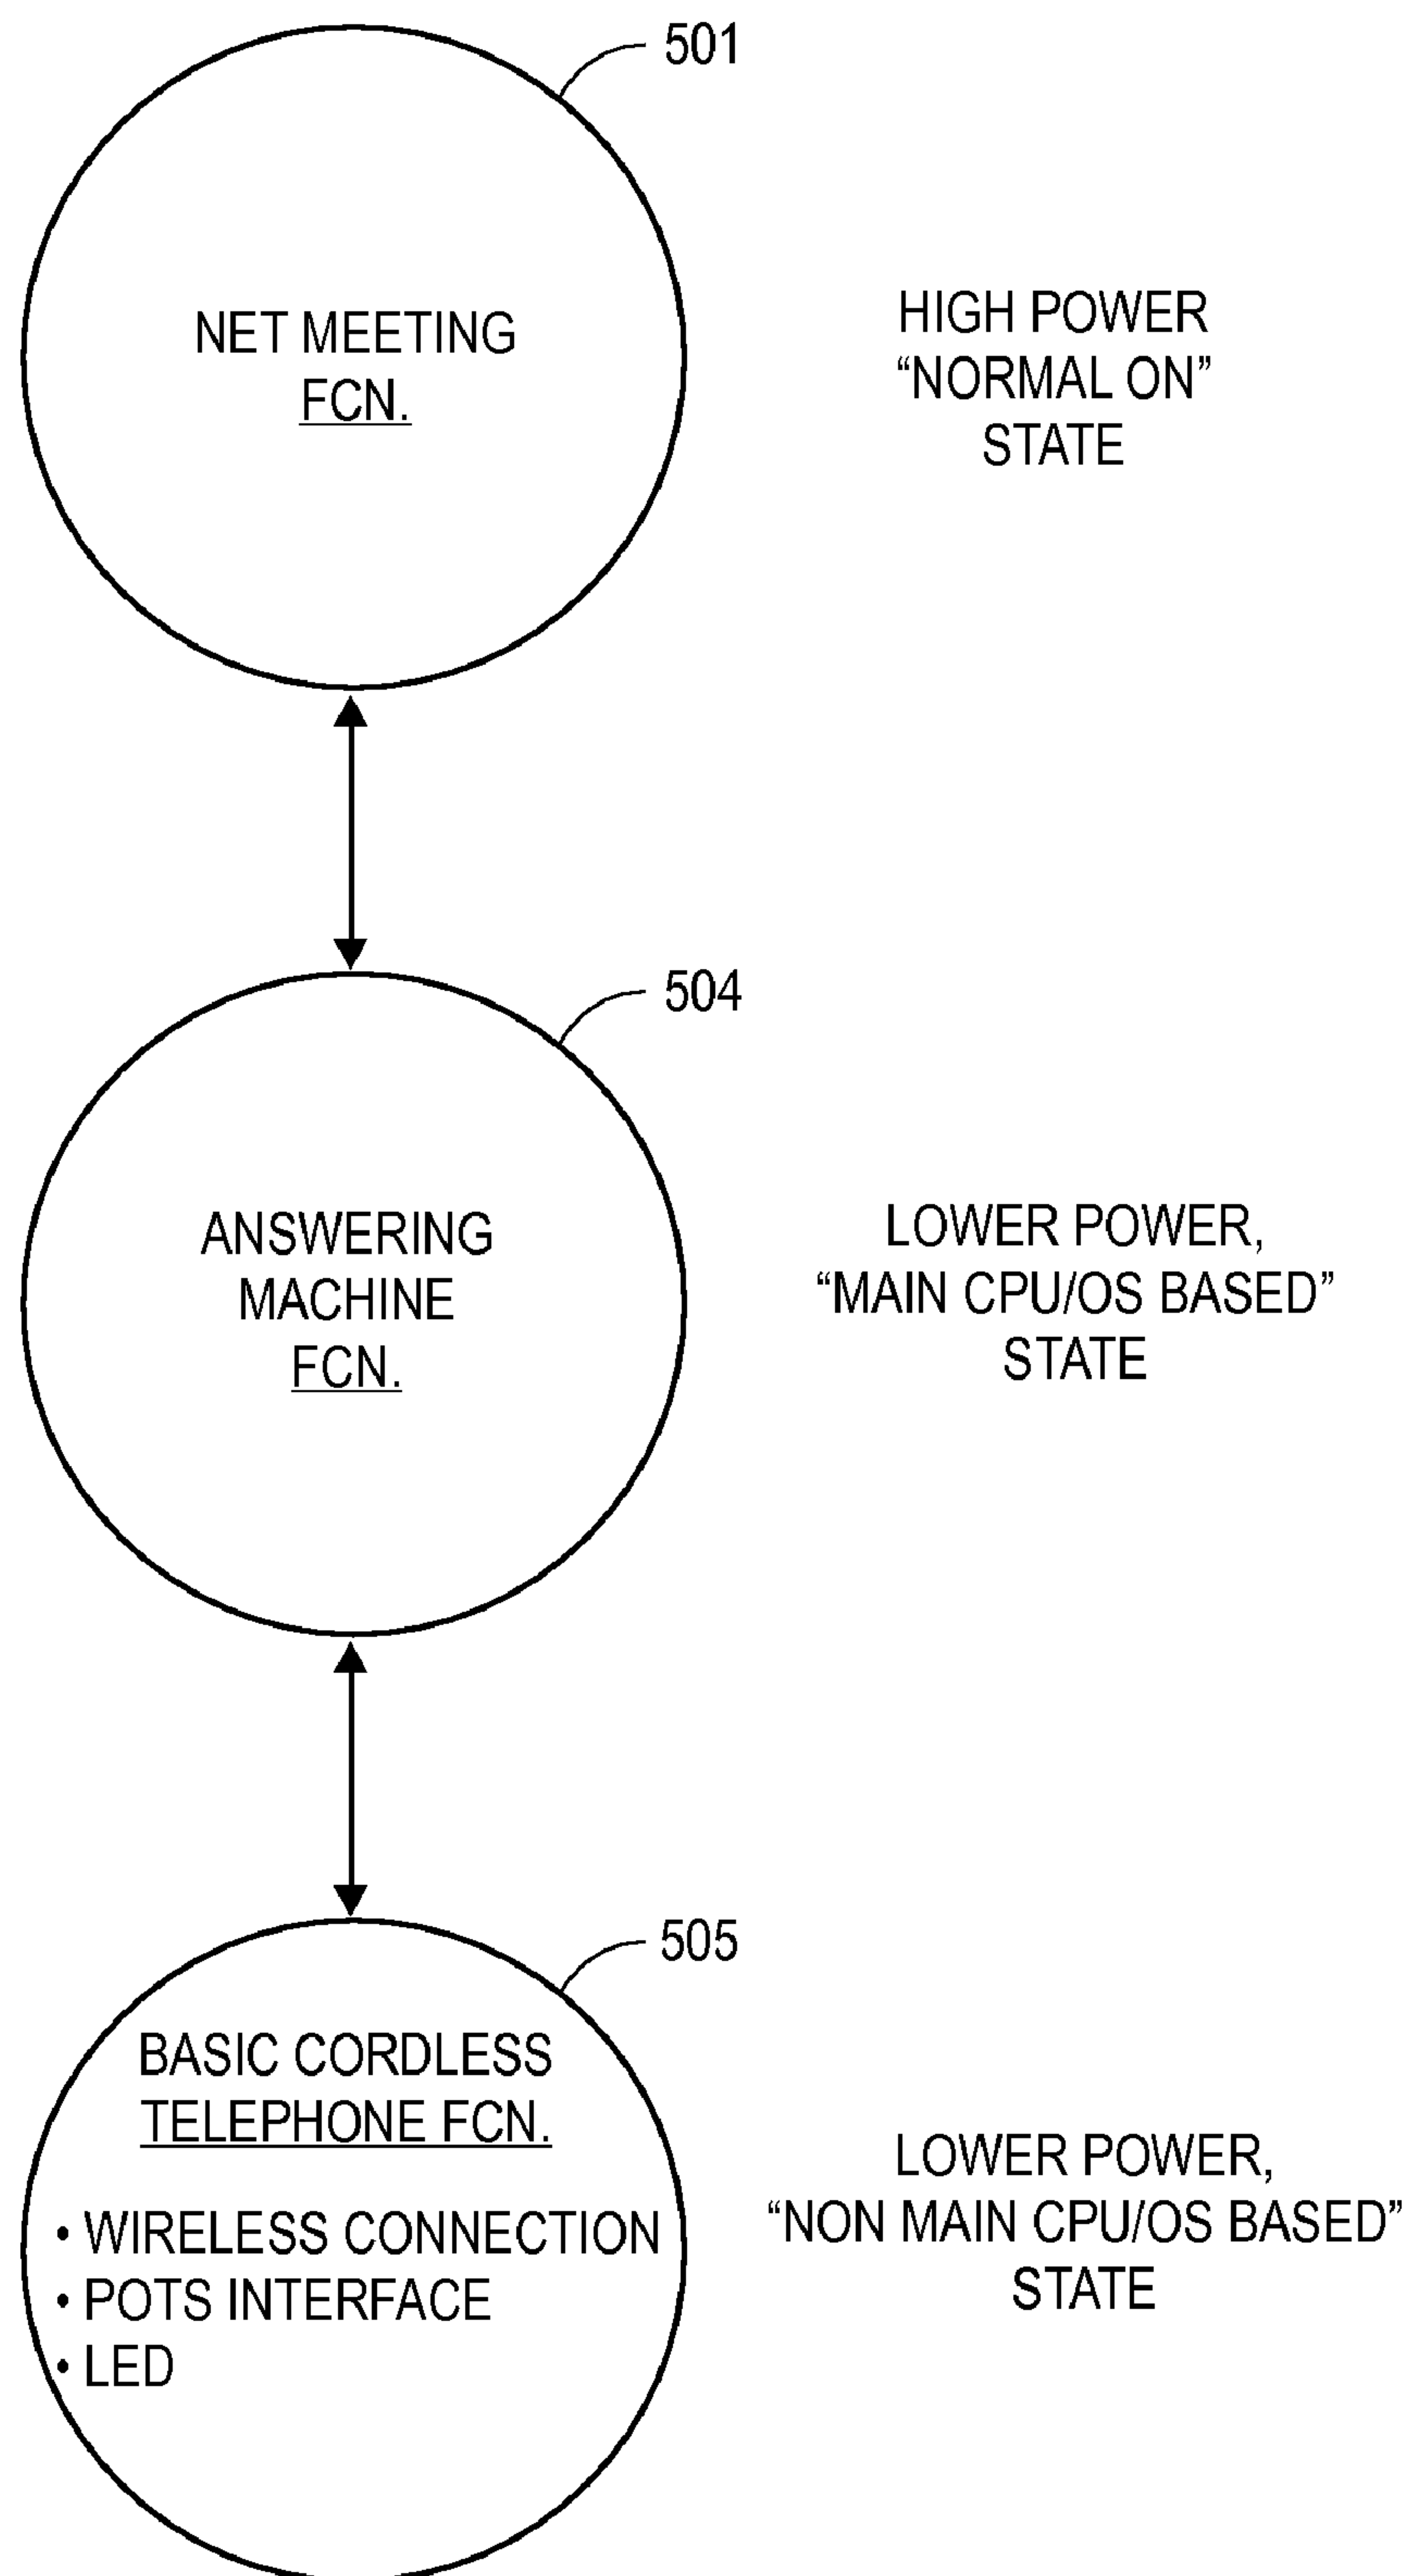 501
NET MEETING
FCN.
HIGH POWER
“NORMAL ON”
STATE
504
ANSWERING
MACHINE
FCN.
LOWER POWER,
“MAIN CPU/OS BASED”
STATE
505
BASIC CORDLESS
TELEPHONE FCN.
• WIRELESS CONNECTION
• POTS INTERFACE
• LED
LOWER POWER,
“NON MAIN CPU/OS BASED”
STATE